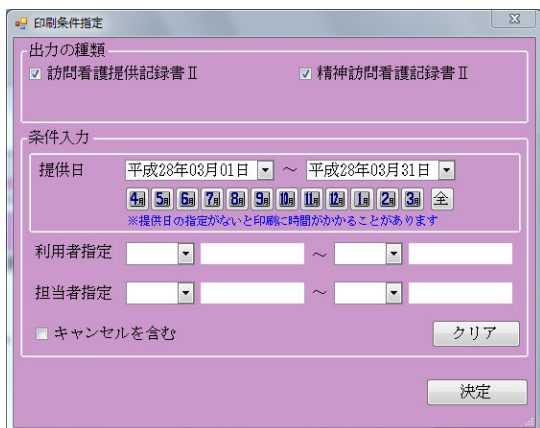 印刷条件指定
出力の種類
訪問看護提供記録書Ⅱ 精神訪問看護記録書Ⅱ
条件入力
提供日 平成28年03月01日 ～ 平成28年03月31日
4月 5月 6月 7月 8月 9月 10月 11月 12月 1月 2月 3月 全
※提供日の指定がないと印刷に時間がかかることがあります
利用者指定 ～
担当者指定 ～
キャンセルを含む クリア
決定